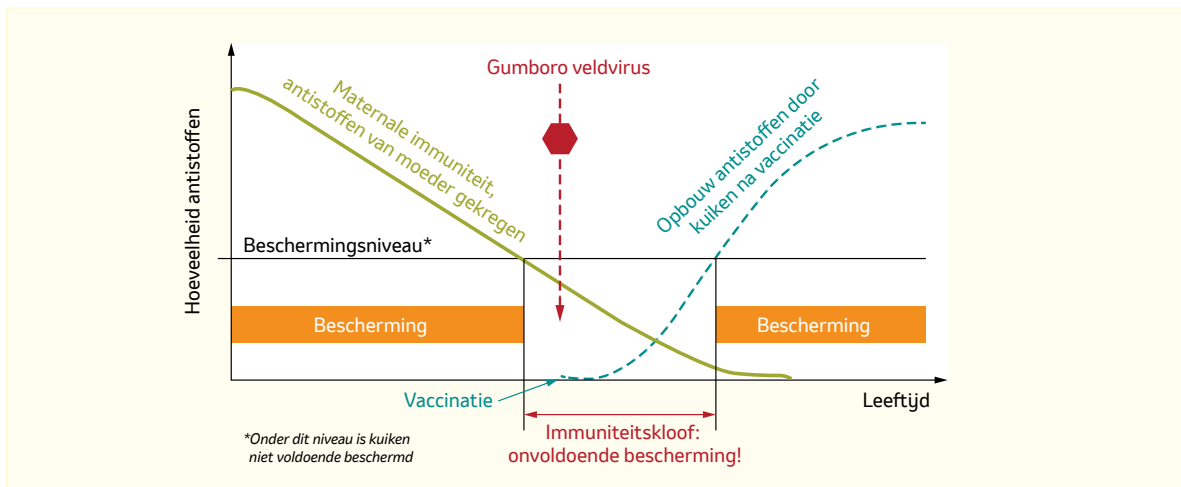 Gumboro veldvirus
Hoeveelheid antistoffen
Maternale immuniteit,
antistoffen van moeder gekregen
Opbouw antistoffen door
kuiken na vaccinatie
Beschermingsniveau*
Bescherming
Bescherming
Vaccinatie
Leeftijd
*Onder dit niveau is kuiken
niet voldoende beschermd
Immuniteitskloof:
onvoldoende bescherming!